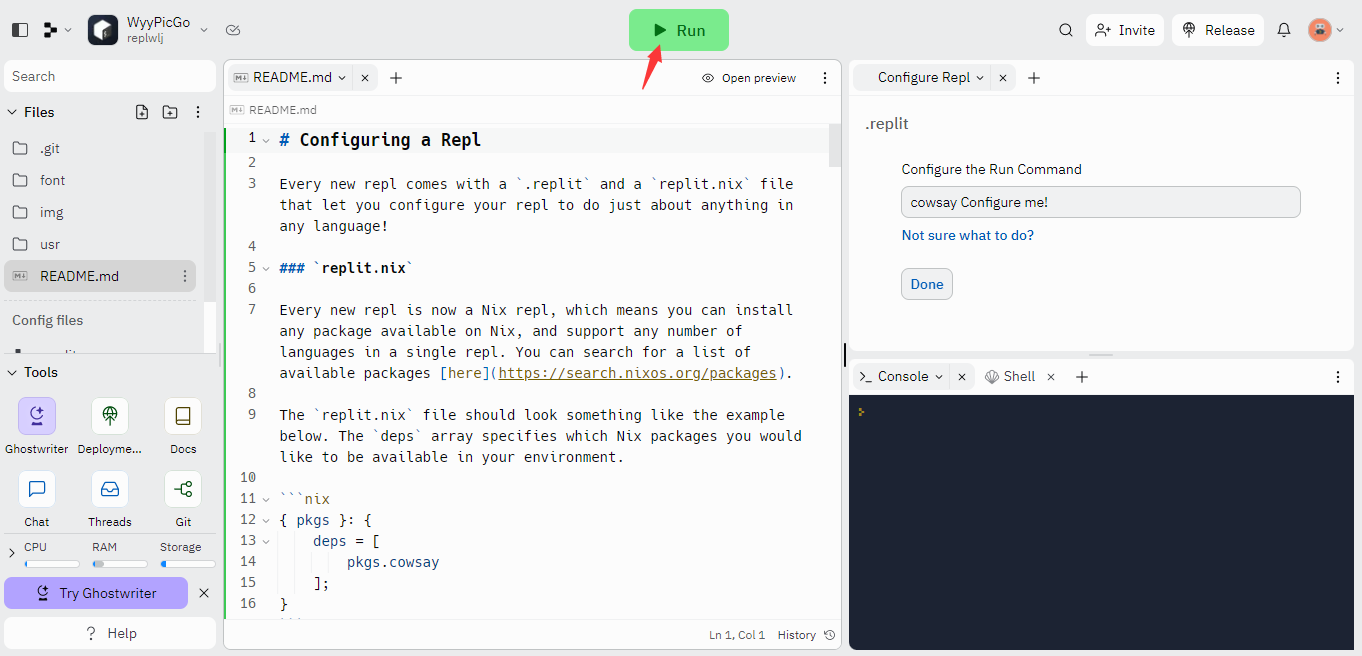 WyyPicGo
replwlj
Run
Invite
Release
Search
Files
.git
font
img
usr
README.md
Config files
Tools
Ghostwriter
Deployme...
Docs
Chat
Threads
Git
CPU
RAM
Storage
Try Ghostwriter
? Help
README.md
Open preview
README.md
1 # Configuring a Repl
2
3 Every new repl comes with a `.replit` and a `replit.nix` file
that let you configure your repl to do just about anything in
any language!
4
5 ### `replit.nix`
6
7 Every new repl is now a Nix repl, which means you can install
any package available on Nix, and support any number of
languages in a single repl. You can search for a list of
available packages [here](https://search.nixos.org/packages).
8
9 The `replit.nix` file should look something like the example
below. The `deps` array specifies which Nix packages you would
like to be available in your environment.
10
11 ```nix
12 { pkgs }: {
13 deps = [
14 pkgs.cowsay
15 ];
16 }
Ln 1, Col 1 History
Configure Repl
.replit
Configure the Run Command
cowsay Configure me!
Not sure what to do?
Done
Console
Shell